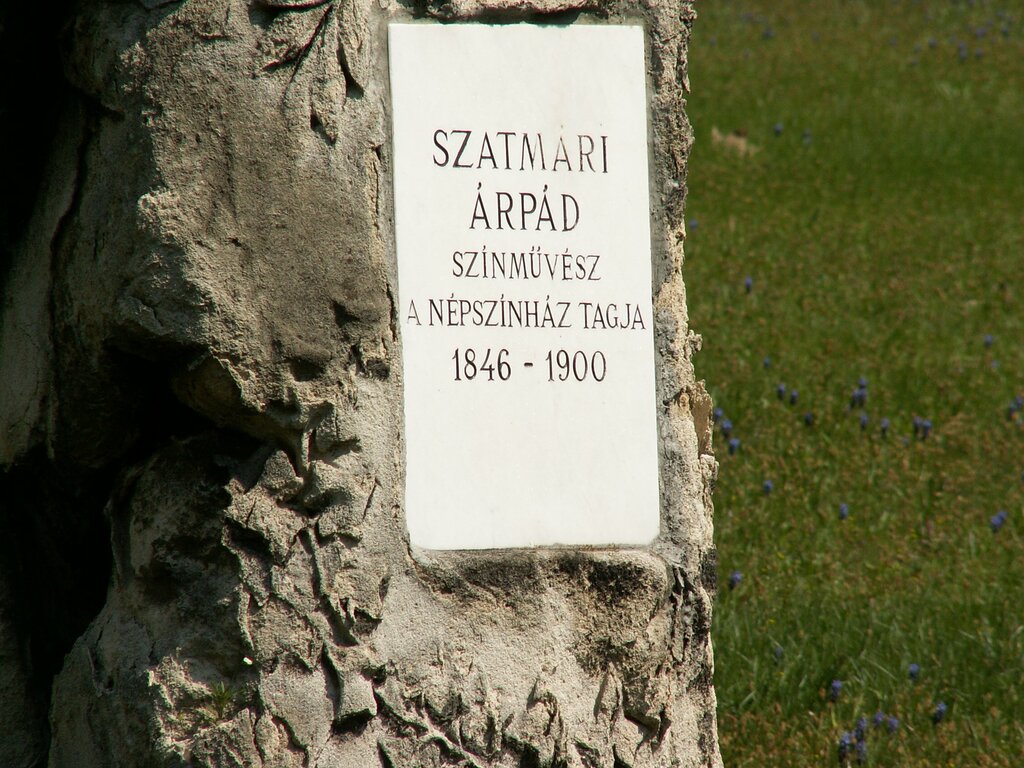 SZATMÁRI
ÁRPÁD
SZÍNMŰVÉSZ
A NÉPSZÍNHÁZ TAGJA
1846 - 1900